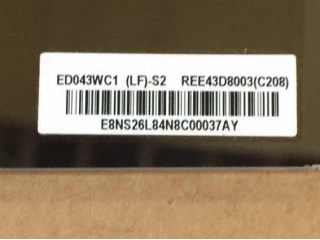 ED043WC1 (LF)-S2 REE43D8003(C208)
E8NS26L84N8C00037AY